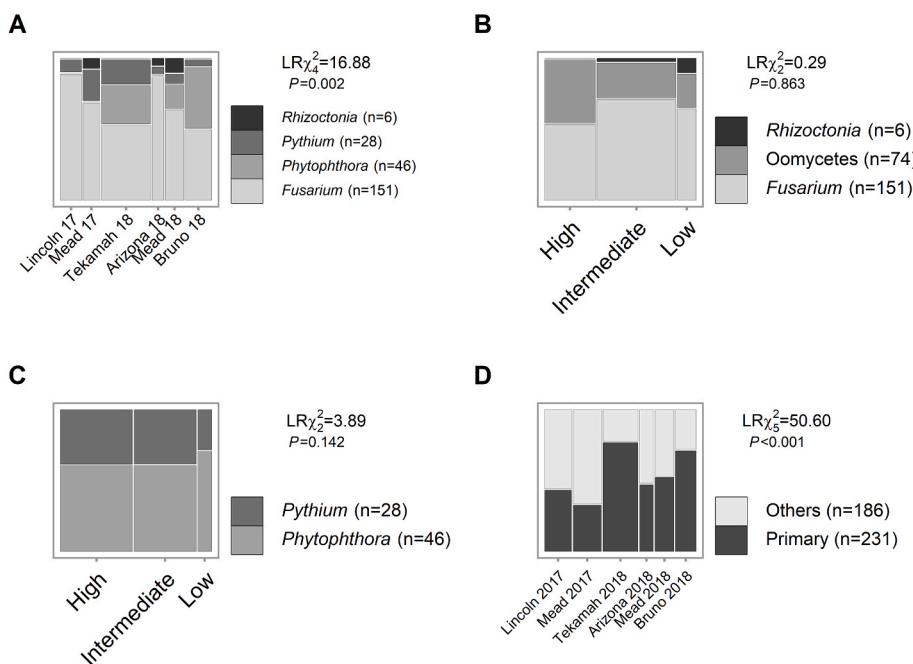 A
LRχ²₄=16.88
P=0.002
Rhizoctonia (n=6)
Pythium (n=28)
Phytophthora (n=46)
Fusarium (n=151)
Lincoln 17
Mead 17
Tekamah 18
Arizona 18
Mead 18
Bruno 18
B
LRχ²₂=0.29
P=0.863
Rhizoctonia (n=6)
Oomycetes (n=74)
Fusarium (n=151)
High
Intermediate
Low
C
LRχ²₂=3.89
P=0.142
Pythium (n=28)
Phytophthora (n=46)
High
Intermediate
Low
D
LRχ²₅=50.60
P<0.001
Others (n=186)
Primary (n=231)
Lincoln 2017
Mead 2017
Tekamah 2018
Arizona 2018
Mead 2018
Bruno 2018